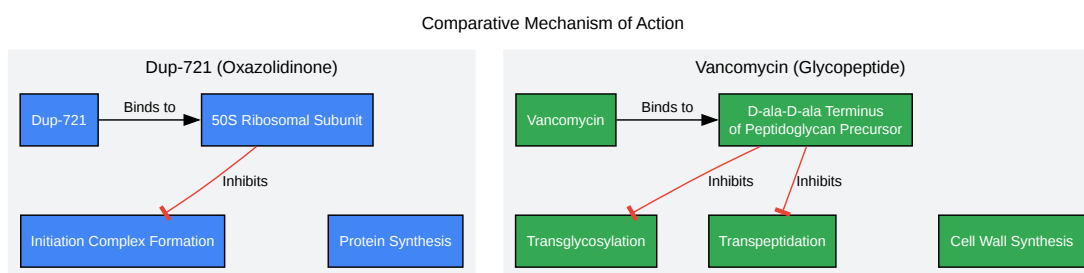 Comparative Mechanism of Action
Dup-721 (Oxazolidinone)
Dup-721
Binds to
50S Ribosomal Subunit
Inhibits
Initiation Complex Formation
Protein Synthesis
Vancomycin (Glycopeptide)
Vancomycin
Binds to
D-ala-D-ala Terminus
of Peptidoglycan Precursor
Inhibits
Inhibits
Transglycosylation
Transpeptidation
Cell Wall Synthesis